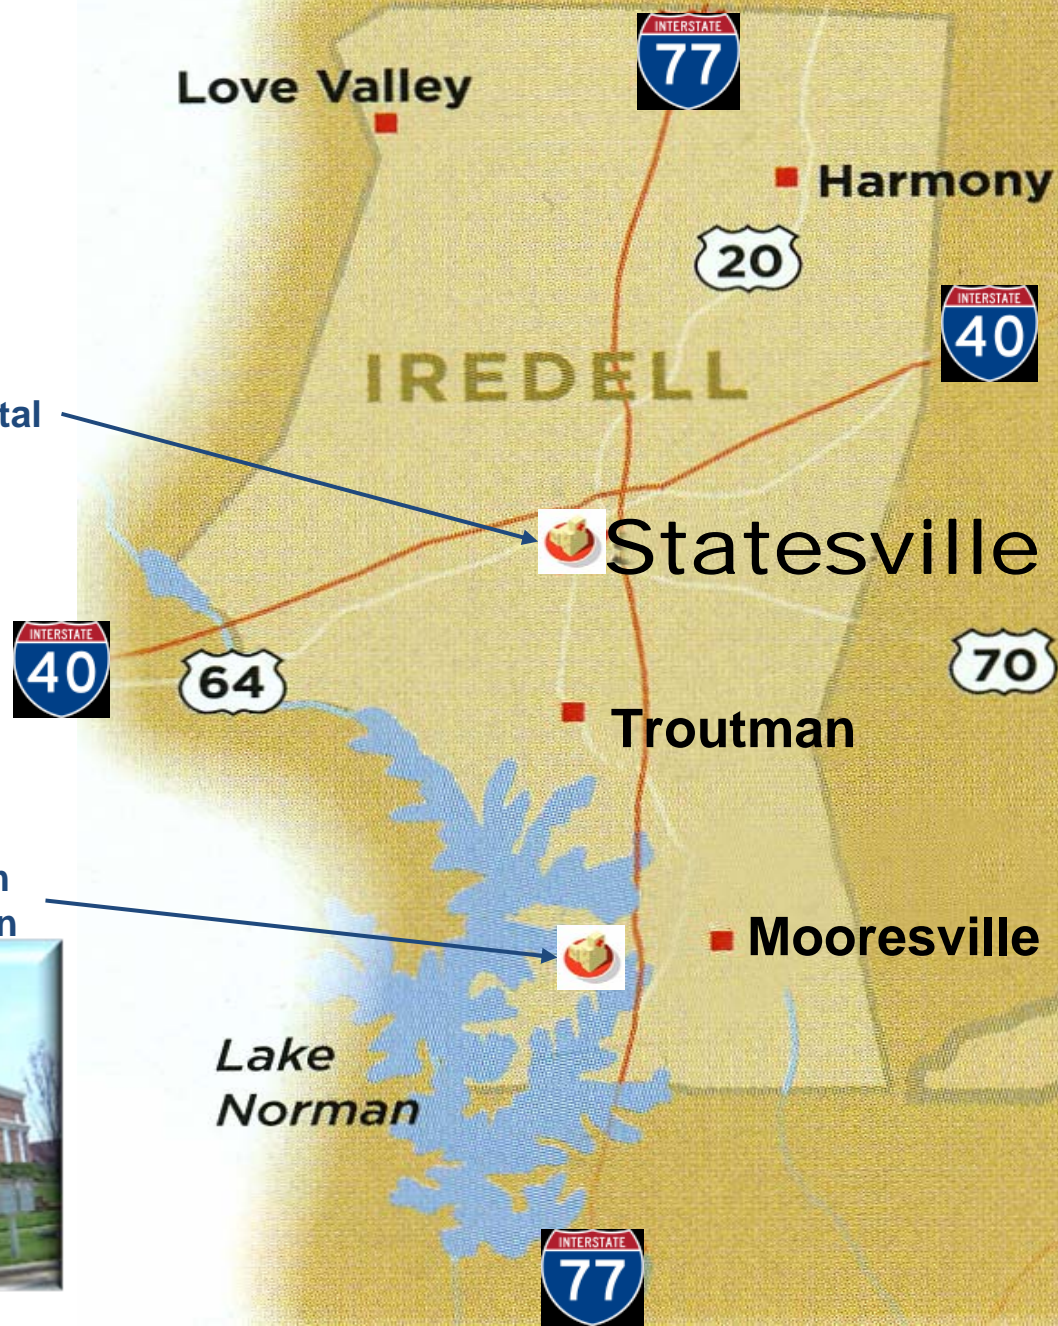 INTERSTATE
77
Love Valley
Harmony
20
INTERSTATE
40
IREDELL
Statesville
INTERSTATE
40
64
70
Troutman
Mooresville
Lake
Norman
INTERSTATE
77